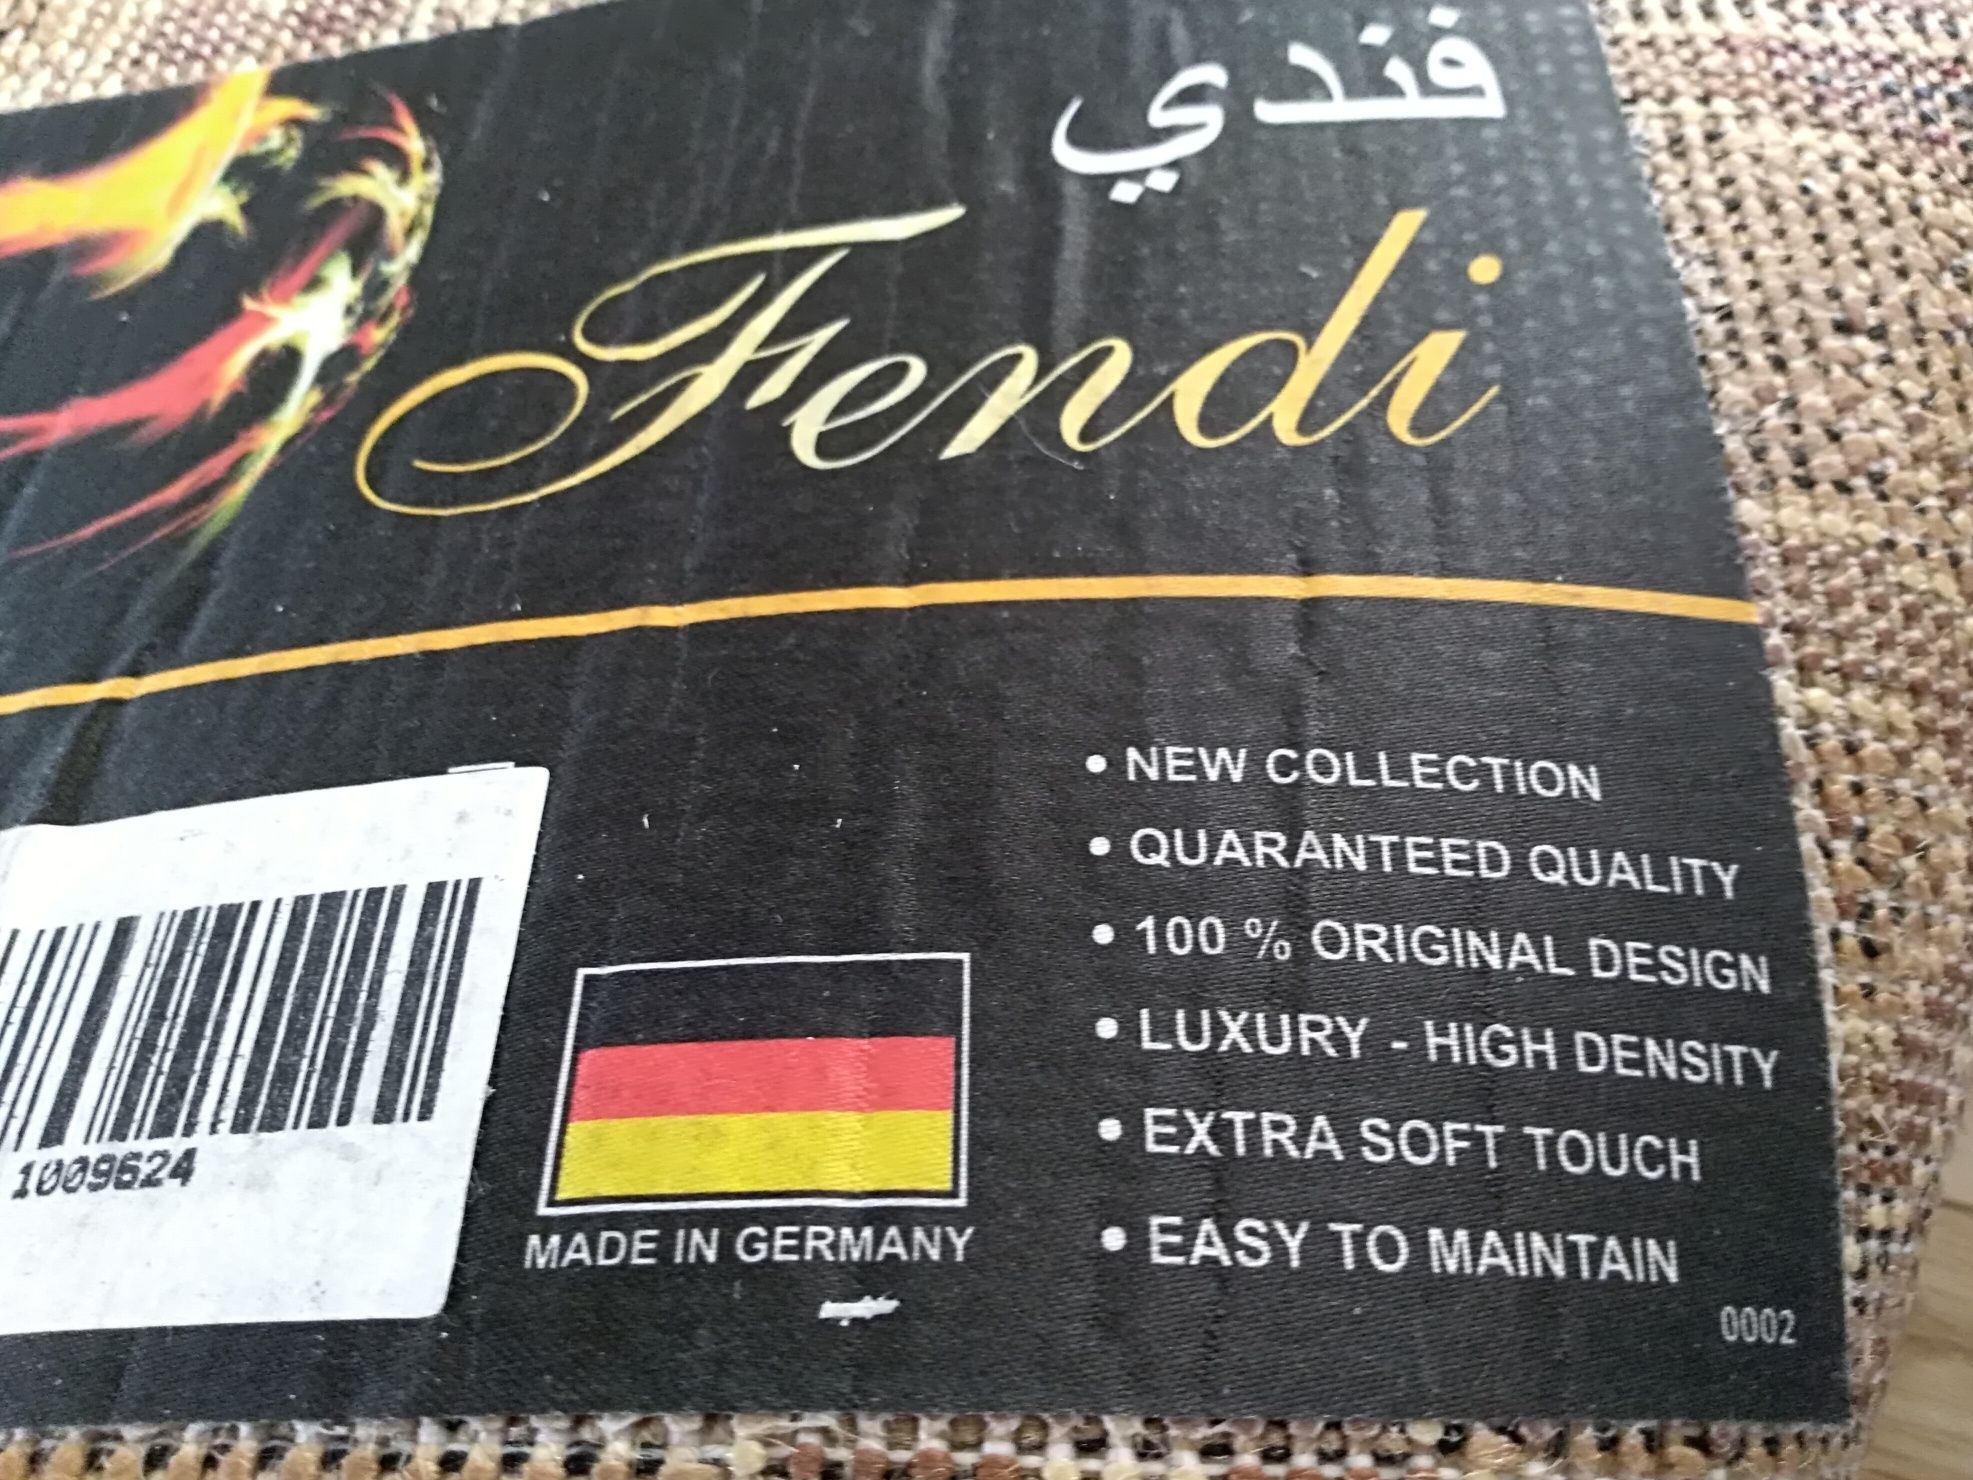 فندي
Fendi
• NEW COLLECTION
• QUARANTEED QUALITY
• 100 % ORIGINAL DESIGN
• LUXURY - HIGH DENSITY
• EXTRA SOFT TOUCH
• EASY TO MAINTAIN
1009624
MADE IN GERMANY
0002